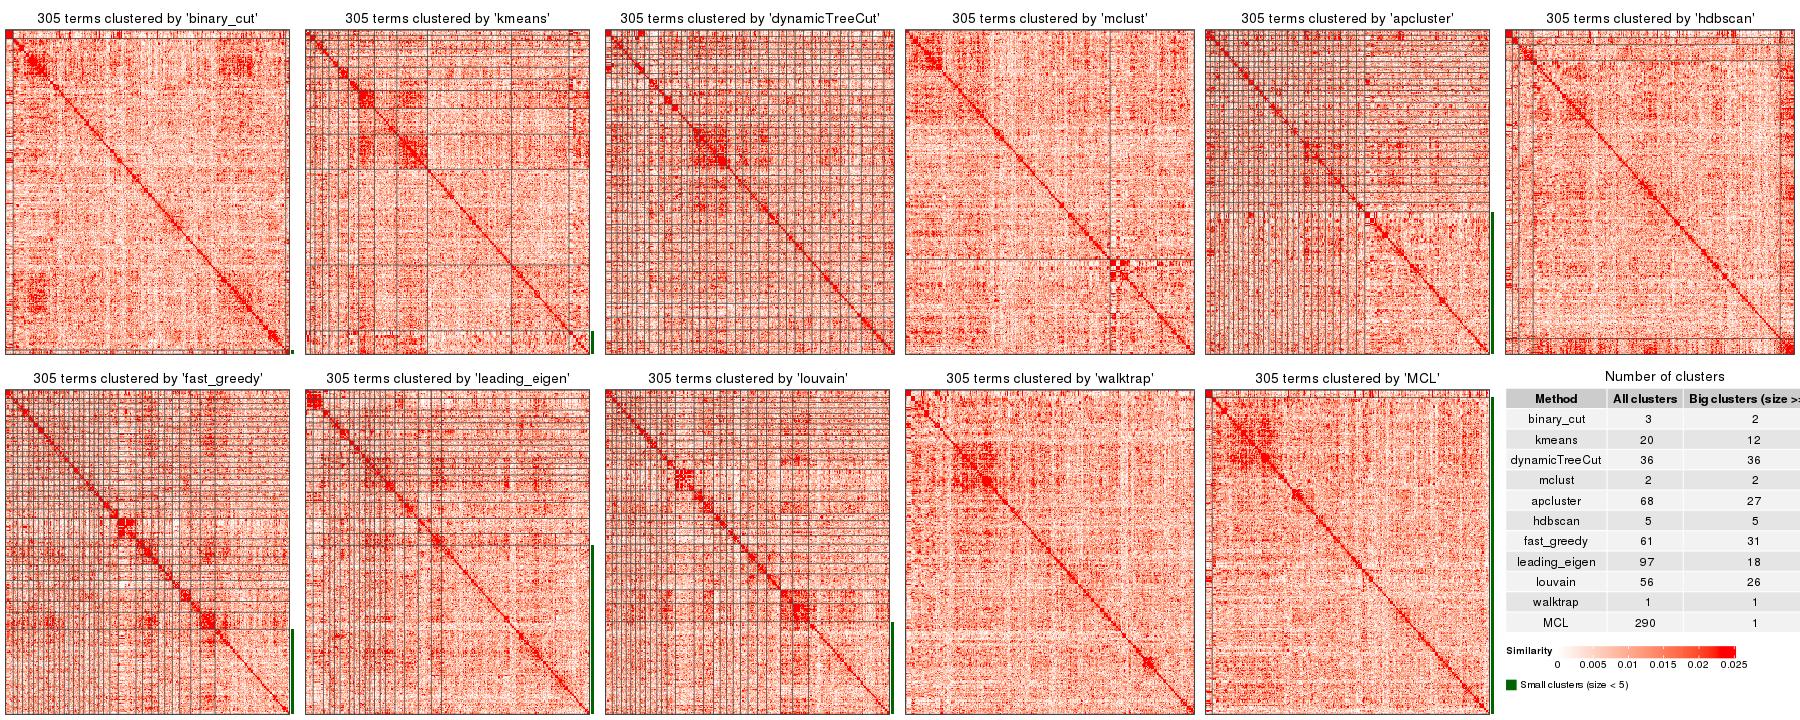 305 terms clustered by 'binary_cut'
305 terms clustered by 'kmeans'
305 terms clustered by 'dynamicTreeCut'
305 terms clustered by 'mclust'
305 terms clustered by 'apcluster'
305 terms clustered by 'hdbscan'
305 terms clustered by 'fast_greedy'
305 terms clustered by 'leading_eigen'
305 terms clustered by 'louvain'
305 terms clustered by 'walktrap'
305 terms clustered by 'MCL'
Number of clusters
Method All clusters Big clusters (size >=
binary_cut 3 2
kmeans 20 12
dynamicTreeCut 36 36
mclust 2 2
apcluster 68 27
hdbscan 5 5
fast_greedy 61 31
leading_eigen 97 18
louvain 56 26
walktrap 1 1
MCL 290 1
Similarity
0 0.005 0.01 0.015 0.02 0.025
Small clusters (size < 5)